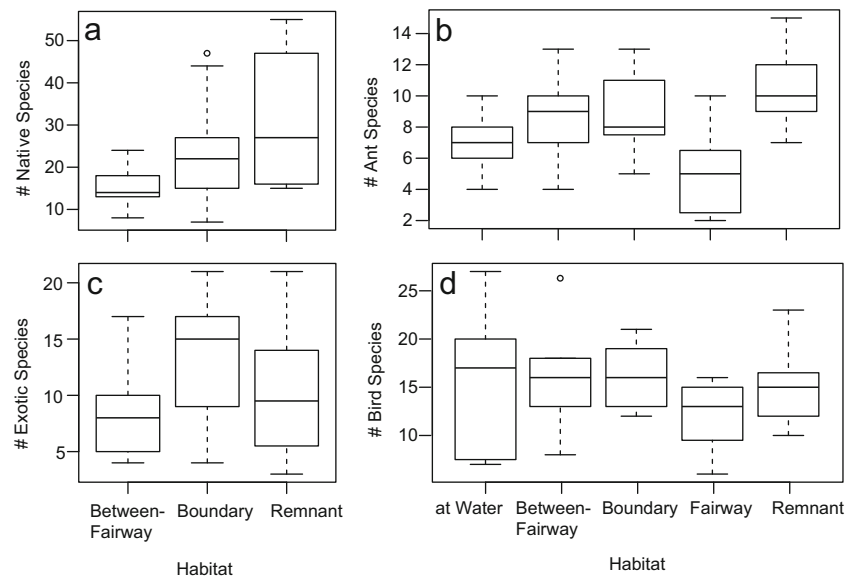 a
# Native Species
50
40
30
20
10
b
# Ant Species
14
12
10
8
6
4
2
c
# Exotic Species
20
15
10
5
Between-
Fairway
Boundary
Remnant
Habitat
d
# Bird Species
25
20
15
10
at Water
Between-
Fairway
Boundary
Fairway
Remnant
Habitat